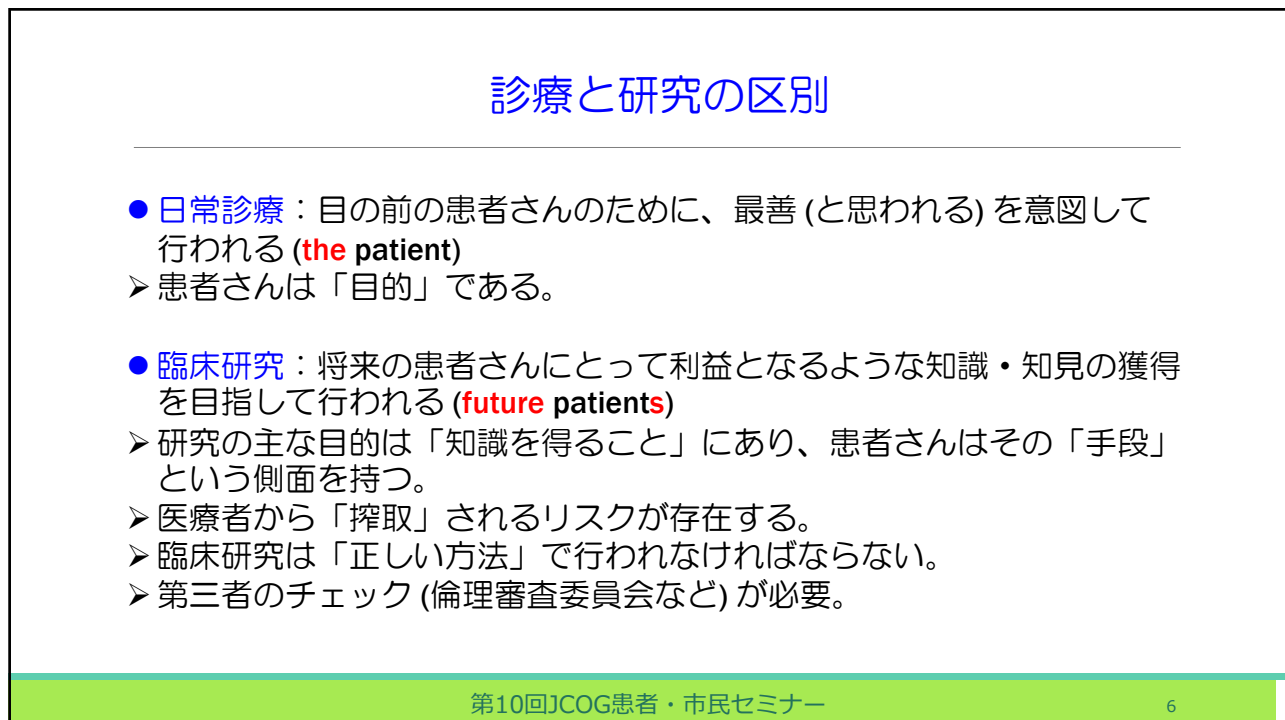 診療と研究の区別
● 日常診療：目の前の患者さんのために、最善 (と思われる) を意図して
行われる (the patient)
➢ 患者さんは「目的」である。
● 臨床研究：将来の患者さんにとって利益となるような知識・知見の獲得
を目指して行われる (future patients)
➢ 研究の主な目的は「知識を得ること」にあり、患者さんはその「手段」
という側面を持つ。
➢ 医療者から「搾取」されるリスクが存在する。
➢ 臨床研究は「正しい方法」で行われなければならない。
➢ 第三者のチェック (倫理審査委員会など) が必要。
第10回JCOG患者・市民セミナー
6